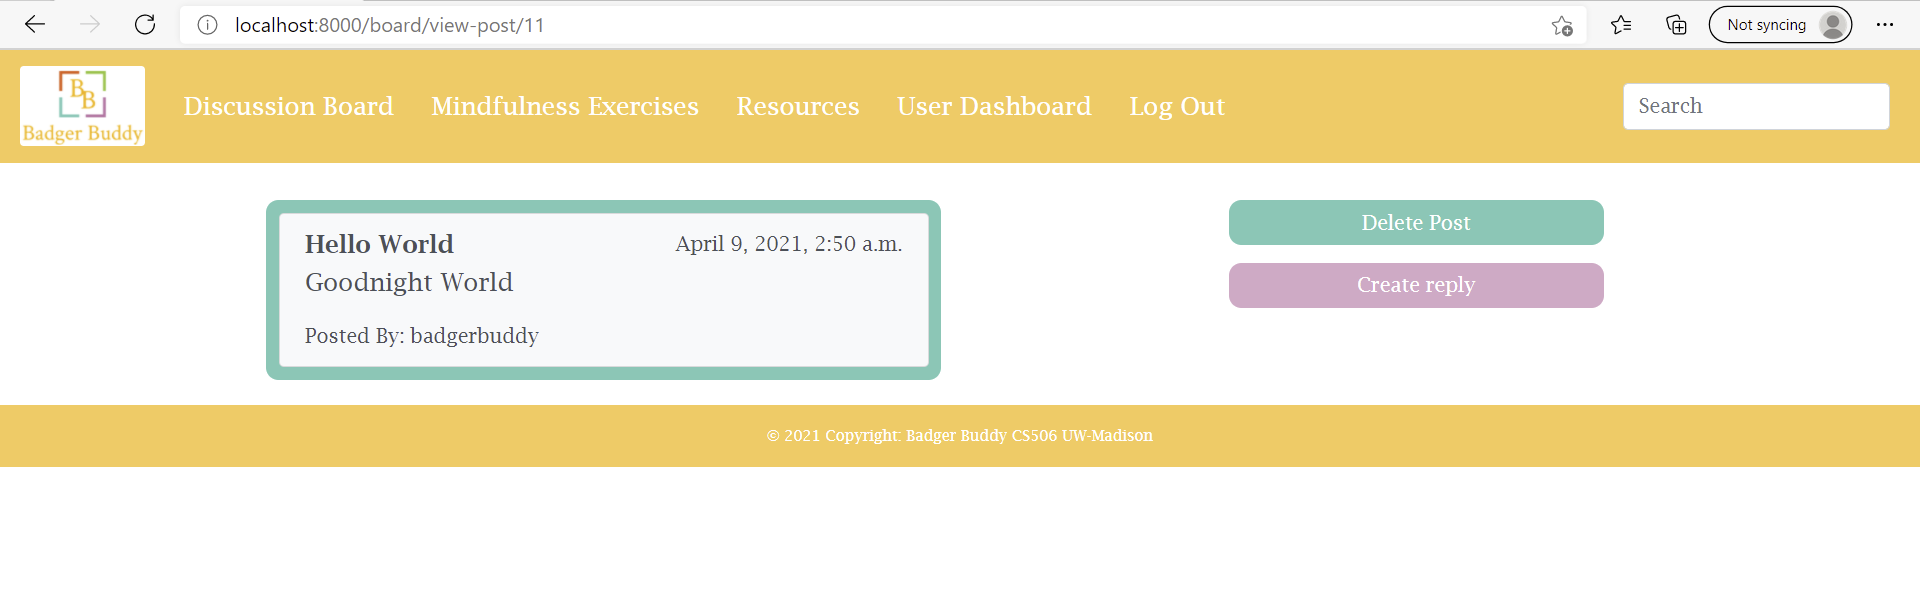 localhost:8000/board/view-post/11
Not syncing
BB
Badger Buddy
Discussion Board Mindfulness Exercises Resources User Dashboard Log Out
Search
Hello World April 9, 2021, 2:50 a.m.
Goodnight World
Posted By: badgerbuddy
Delete Post
Create reply
© 2021 Copyright: Badger Buddy CS506 UW-Madison